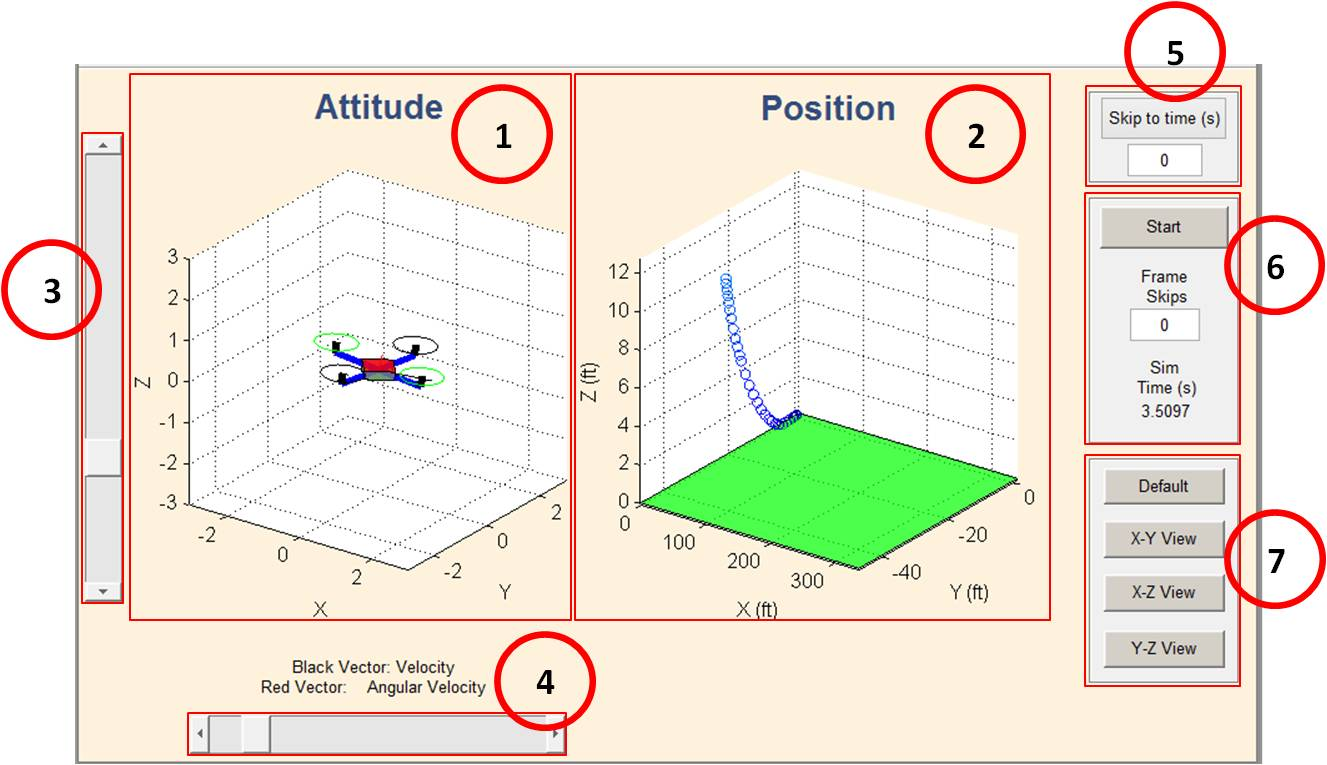 5
Attitude
1
Position
2
Skip to time (s)
0
3
3
2
1
0
-1
-2
-3
Z
-2
0
2
X
-2
0
2
Y
12
10
8
6
4
2
0
Z (ft)
0
100
200
300
X (ft)
-40
-20
0
Y (ft)
Start
Frame
Skips
0
Sim
Time (s)
3.5097
6
Default
X-Y View
X-Z View
Y-Z View
7
Black Vector: Velocity
Red Vector: Angular Velocity
4